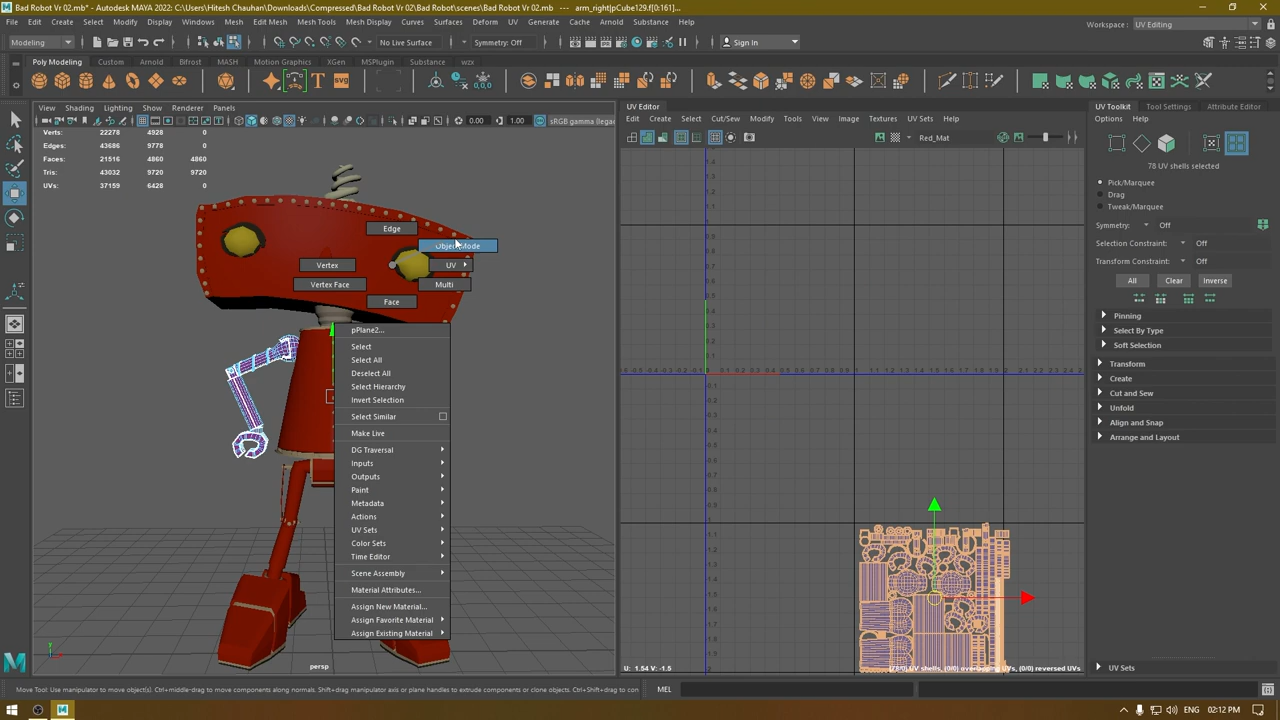 Bad Robot Vr 02.mb* - Autodesk MAYA 2022: C:\Users\Hitesh Chauhan\Downloads\Compressed\Bad Robot\Bad Robot\scenes\Bad Robot Vr 02.mb --- arm_right|pCube129.f[0:161]...
File Edit Create Select Modify Display Windows Mesh Edit Mesh Mesh Tools Mesh Display Curves Surfaces Deform UV Generate Cache Arnold Substance Help
Workspace : UV Editing
Modeling No Live Surface Symmetry: Off Sign In
Poly Modeling Custom Arnold Bifrost MASH Motion Graphics XGen MSPlugin Substance wzx
View Shading Lighting Show Renderer Panels
0.00 1.00
Verts: 22278 4928 0
Edges: 43686 9778 0
Faces: 21516 4860 4860
Tris: 43032 9720 9720
UVs: 37159 6428 0
Edge
Object Mode
Vertex
UV
Vertex Face
Multi
Face
pPlane2...
Select
Select All
Deselect All
Select Hierarchy
Invert Selection
Select Similar
Make Live
DG Traversal
Inputs
Outputs
Paint
Metadata
Actions
UV Sets
Color Sets
Time Editor
Scene Assembly
Material Attributes...
Assign New Material...
Assign Favorite Material
Assign Existing Material
persp
UV Editor
File Edit Create Select Cut/Sew Modify Tools View Image Textures UV Sets Help
Red_Mat
U: 1.54 V: -1.5
UV Toolkit Tool Settings Attribute Editor
Options Help
78 UV shells selected
Pick/Marquee
Drag
Tweak/Marquee
Symmetry: Off
Selection Constraint: Off
Transform Constraint: Off
All Clear Inverse
Pinning
Select By Type
Soft Selection
Transform
Create
Cut and Sew
Unfold
Align and Snap
Arrange and Layout
UV Sets
Move Tool: Use manipulator to move object(s). Ctrl+middle-drag to move components along normals. Shift+drag manipulator axis or plane handles to extrude components or clone objects. Ctrl+Shift+drag to con
MEL
ENG 02:12 PM